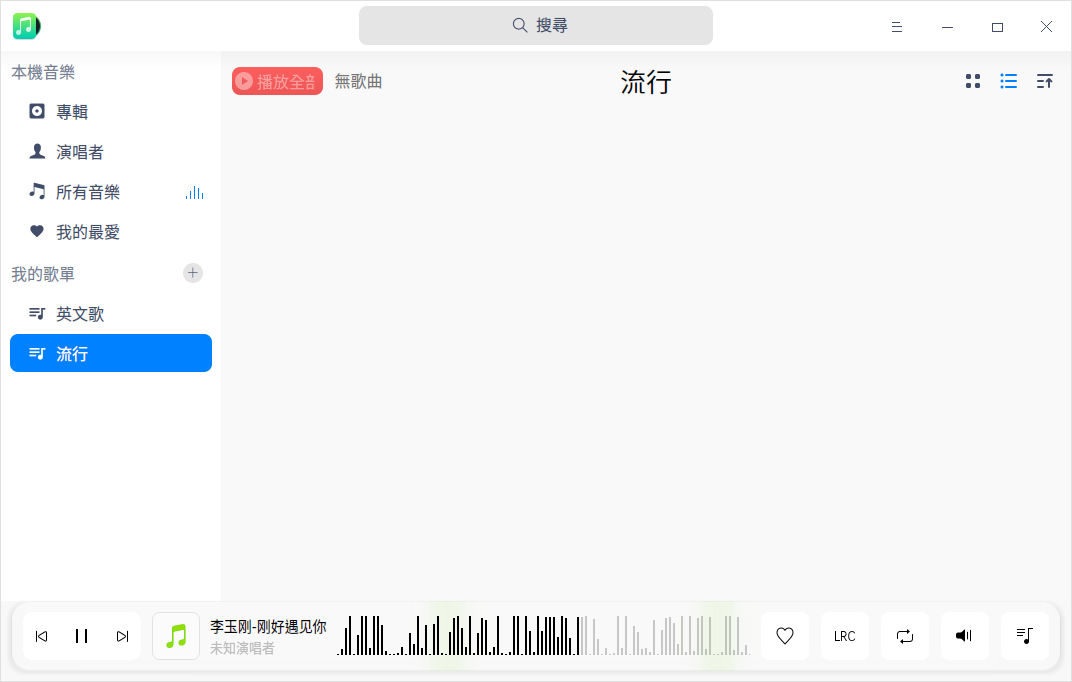 搜尋
本機音樂
專輯
演唱者
所有音樂
我的最愛
我的歌單
英文歌
流行
播放全部
無歌曲
流行
李玉刚-刚好遇见你
未知演唱者
LRC